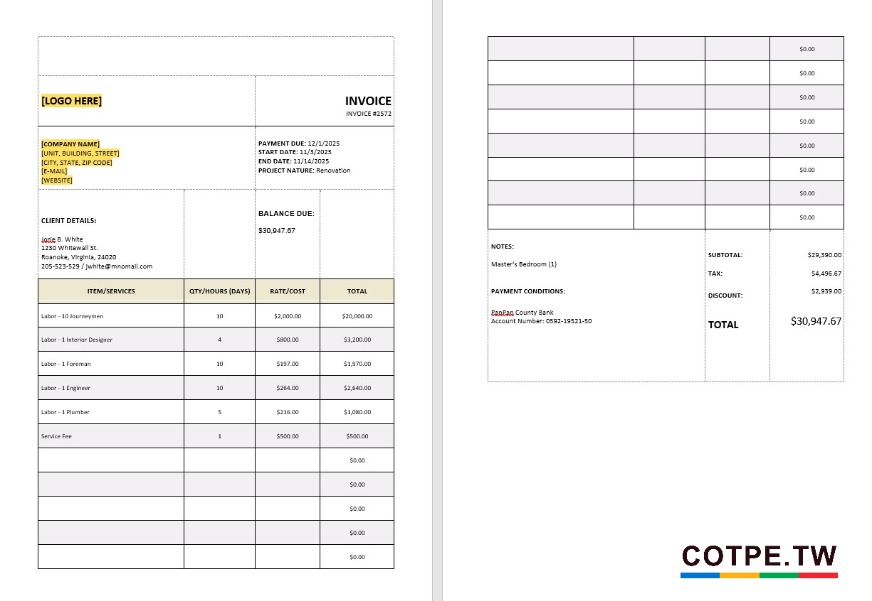 [LOGO HERE]
INVOICE
INVOICE #2572
[COMPANY NAME]
[UNIT, BUILDING, STREET]
[CITY, STATE, ZIP CODE]
[E-MAIL]
[WEBSITE]
PAYMENT DUE: 12/1/2025
START DATE: 11/3/2025
END DATE: 11/14/2025
PROJECT NATURE: Renovation
CLIENT DETAILS:
Jorie B. White
1230 Whitewall St.
Roanoke, Virginia, 24020
205-523-529 / jwhite@mnomail.com
BALANCE DUE:
$30,947.67
ITEM/SERVICES QTY/HOURS (DAYS) RATE/COST TOTAL
Labor - 10 Journeymen 10 $2,000.00 $20,000.00
Labor - 1 Interior Designer 4 $800.00 $3,200.00
Labor - 1 Foreman 10 $197.00 $1,970.00
Labor - 1 Engineer 10 $264.00 $2,640.00
Labor - 1 Plumber 5 $216.00 $1,080.00
Service Fee 1 $500.00 $500.00
$0.00
$0.00
$0.00
$0.00
$0.00
$0.00
$0.00
$0.00
$0.00
$0.00
$0.00
$0.00
$0.00
NOTES:
Master's Bedroom (1)
PAYMENT CONDITIONS:
PanPan County Bank
Account Number: 0592-19521-50
SUBTOTAL: $29,390.00
TAX: $4,496.67
DISCOUNT: $2,939.00
TOTAL $30,947.67
COTPE.TW